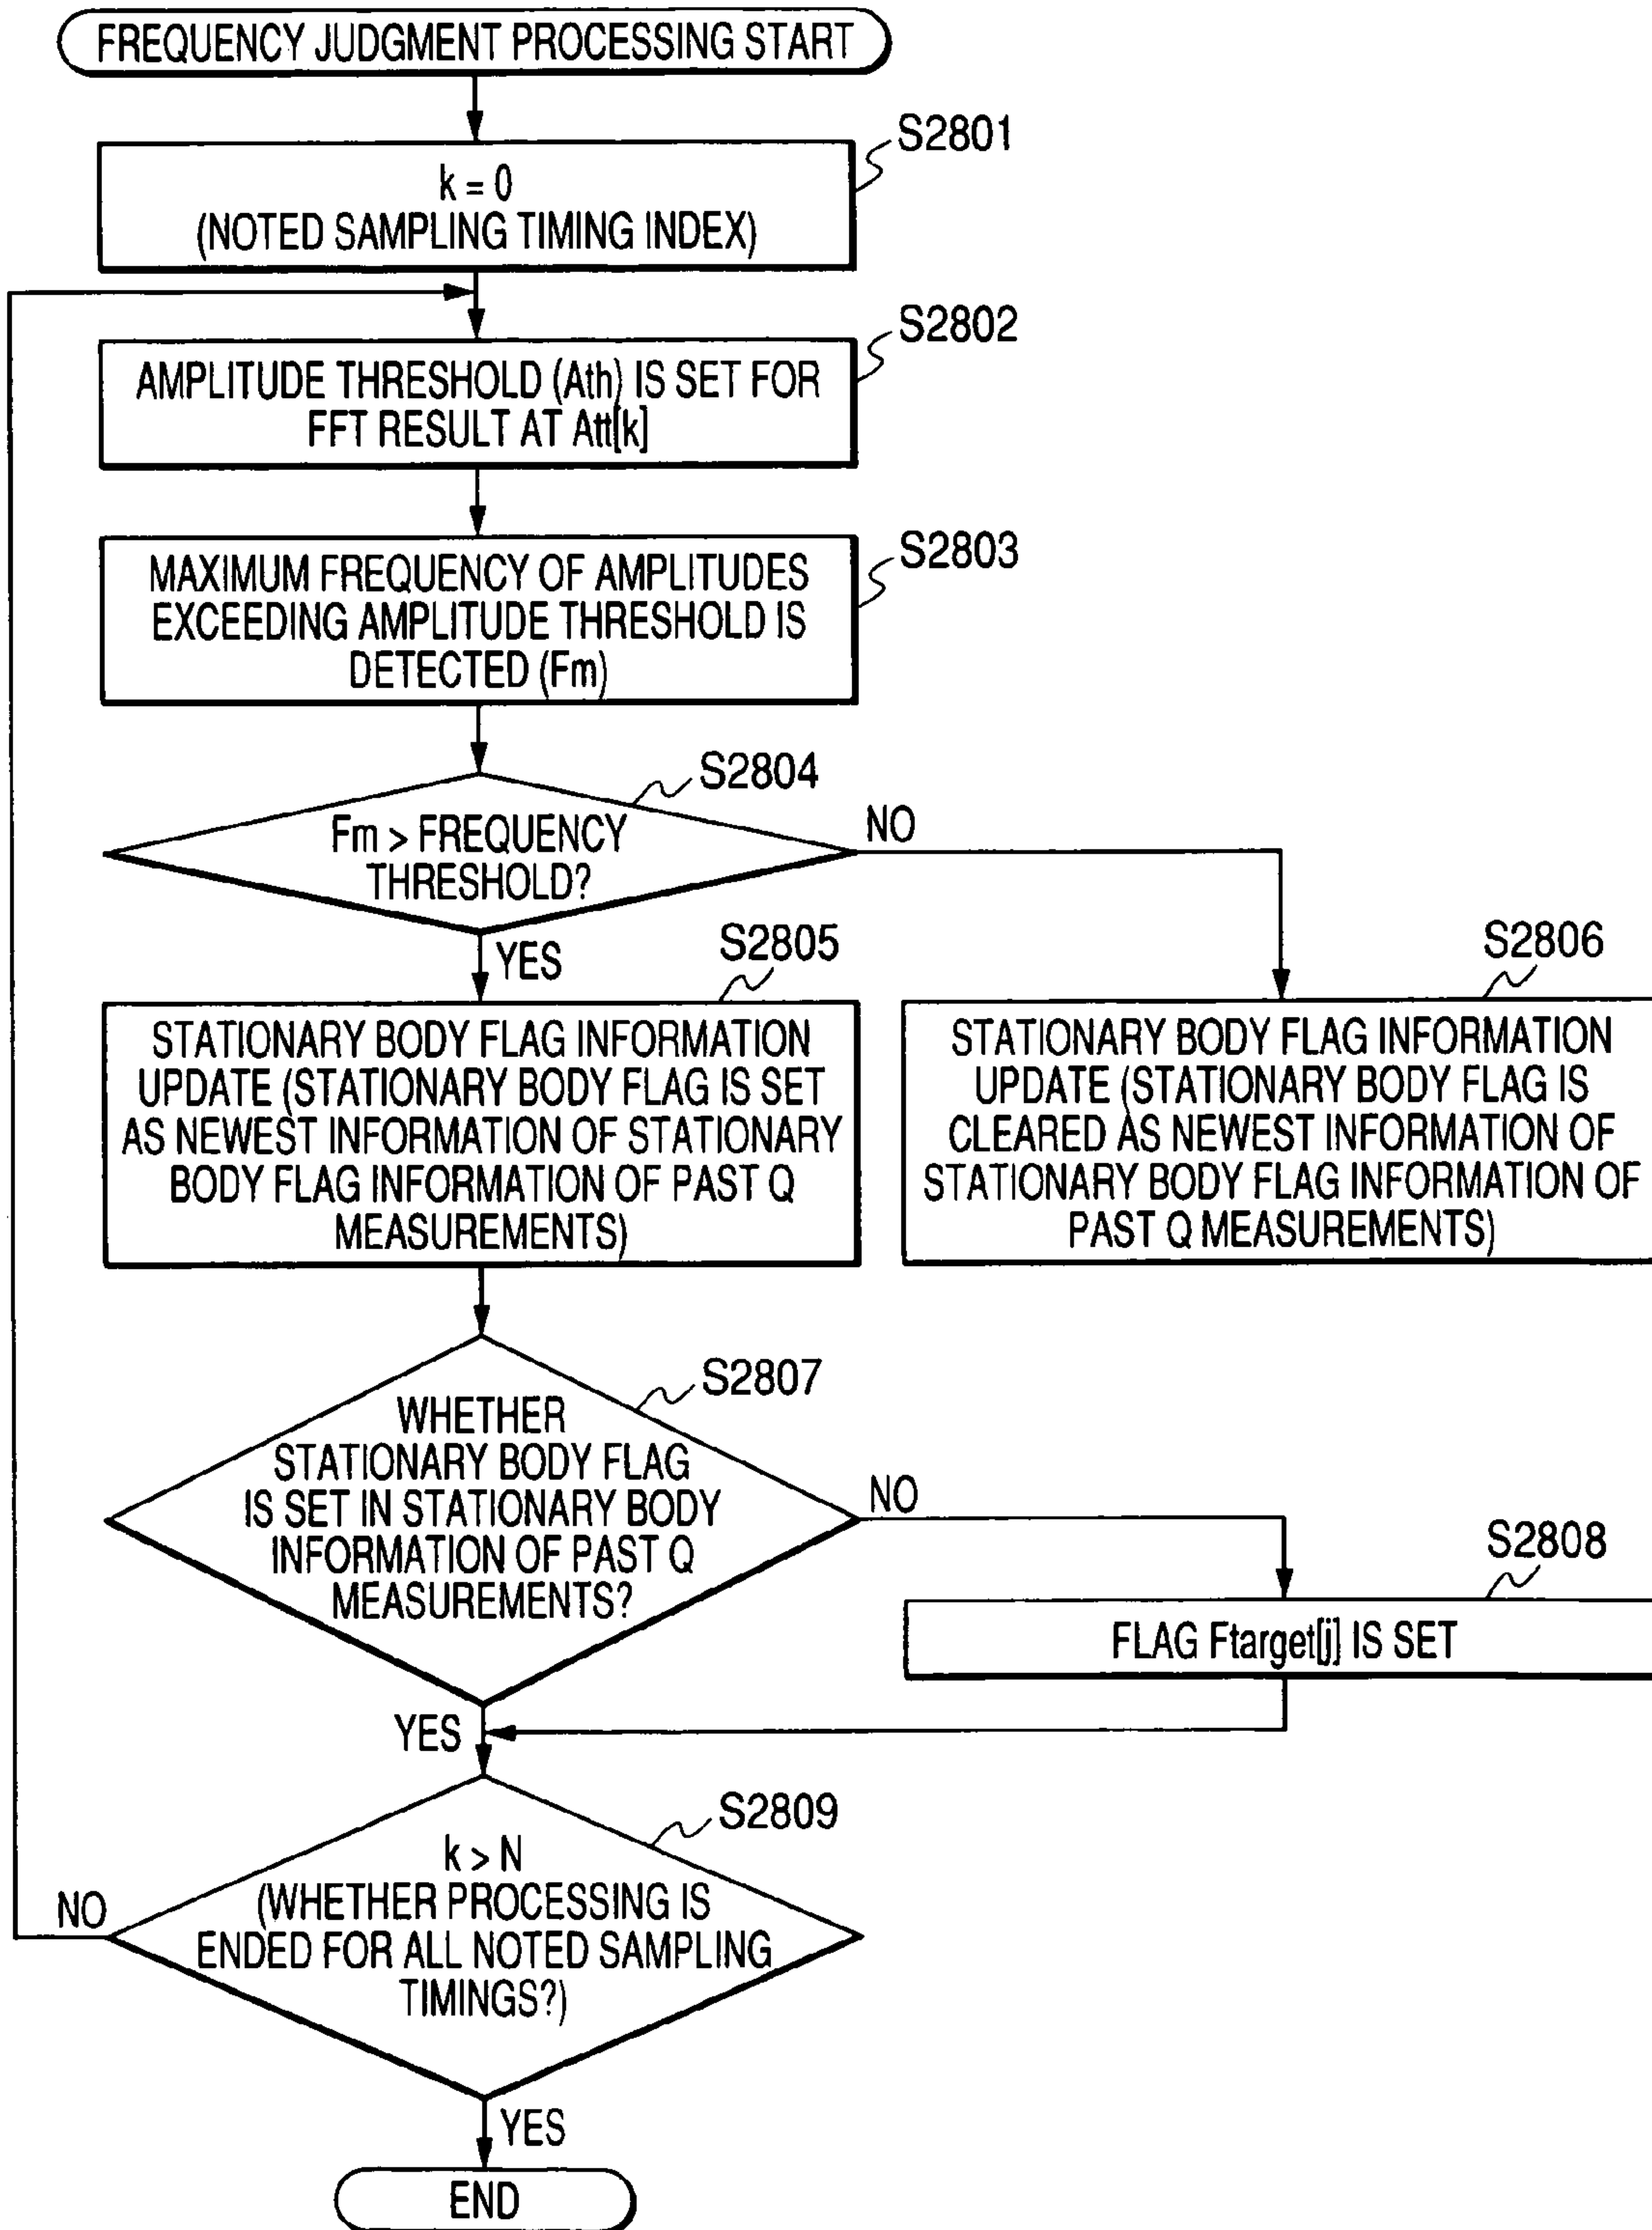 FREQUENCY JUDGMENT PROCESSING START
S2801
k = 0
(NOTED SAMPLING TIMING INDEX)
S2802
AMPLITUDE THRESHOLD (Ath) IS SET FOR
FFT RESULT AT Att[k]
S2803
MAXIMUM FREQUENCY OF AMPLITUDES
EXCEEDING AMPLITUDE THRESHOLD IS
DETECTED (Fm)
S2804
Fm > FREQUENCY
THRESHOLD?
NO
YES
S2805
STATIONARY BODY FLAG INFORMATION
UPDATE (STATIONARY BODY FLAG IS SET
AS NEWEST INFORMATION OF STATIONARY
BODY FLAG INFORMATION OF PAST Q
MEASUREMENTS)
S2806
STATIONARY BODY FLAG INFORMATION
UPDATE (STATIONARY BODY FLAG IS
CLEARED AS NEWEST INFORMATION OF
STATIONARY BODY FLAG INFORMATION OF
PAST Q MEASUREMENTS)
S2807
WHETHER
STATIONARY BODY FLAG
IS SET IN STATIONARY BODY
INFORMATION OF PAST Q
MEASUREMENTS?
NO
S2808
FLAG Ftarget[j] IS SET
YES
S2809
k > N
(WHETHER PROCESSING IS
ENDED FOR ALL NOTED SAMPLING
TIMINGS?)
NO
YES
END